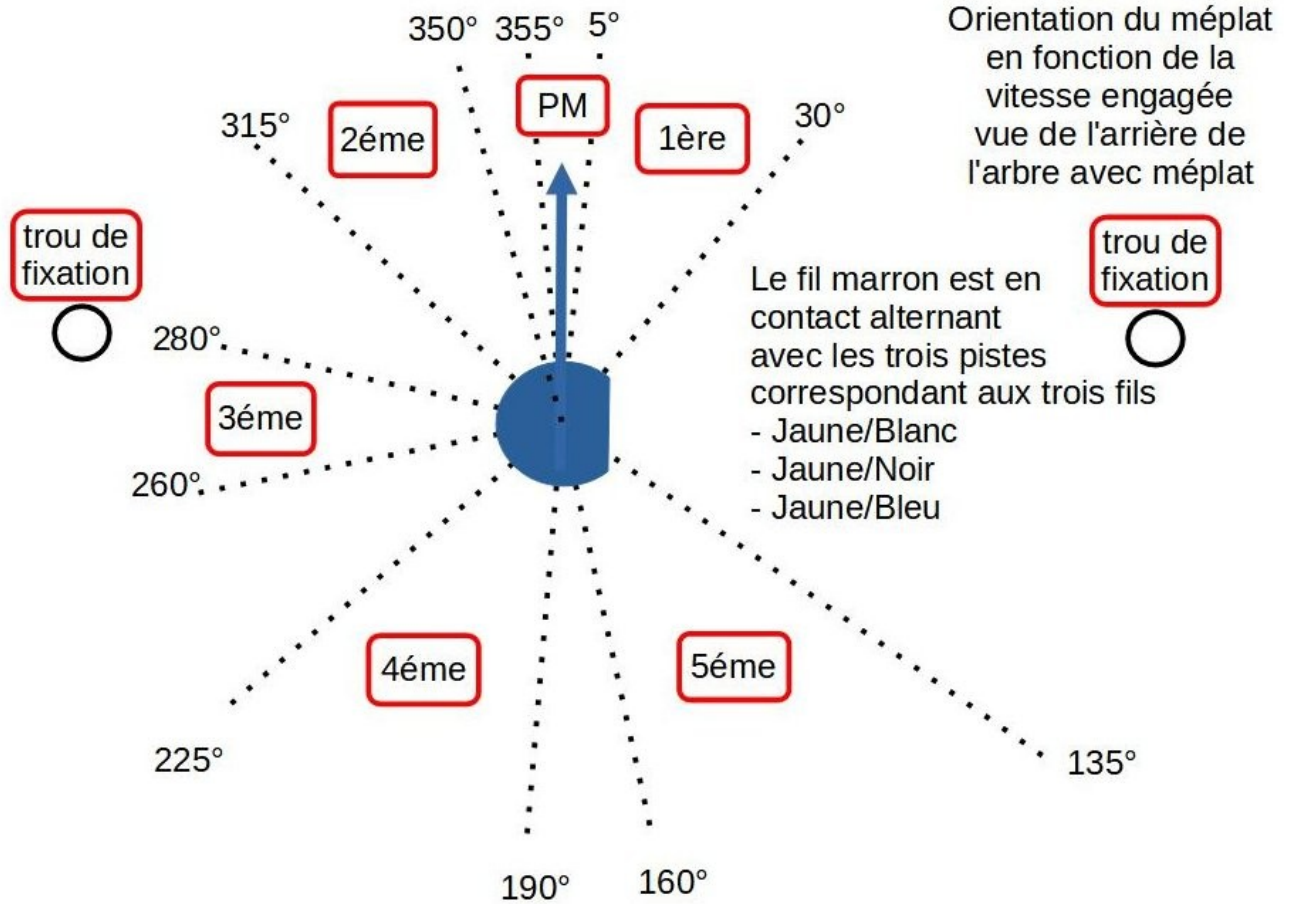 350° 355° 5°
Orientation du méplat
en fonction de la
vitesse engagée
vue de l'arrière de
l'arbre avec méplat
315°
2éme
PM
1ère
30°
trou de
fixation
trou de
fixation
280°
3éme
260°
Le fil marron est en
contact alternant
avec les trois pistes
correspondant aux trois fils
- Jaune/Blanc
- Jaune/Noir
- Jaune/Bleu
4éme
5éme
225°
135°
190°
160°